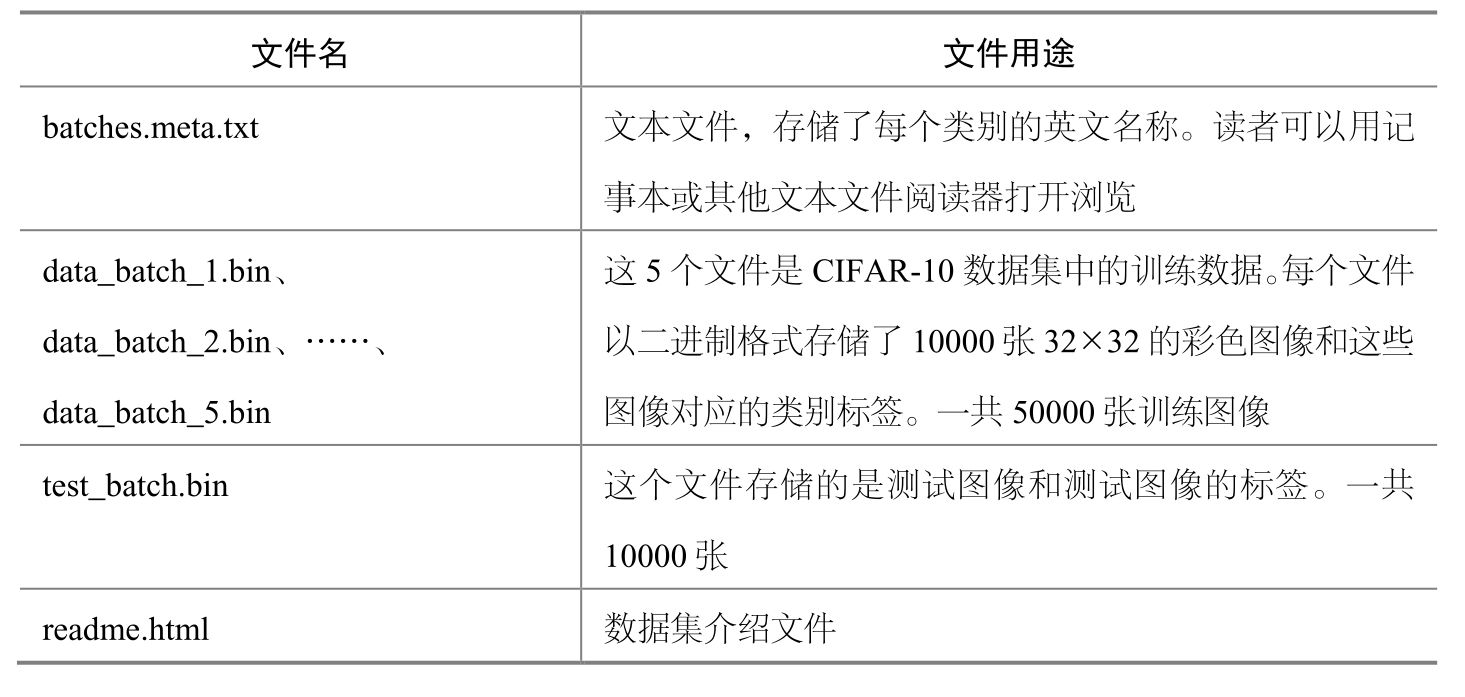 文件名 文件用途
batches.meta.txt 文本文件，存储了每个类别的英文名称。读者可以用记
事本或其他文本文件阅读器打开浏览
data_batch_1.bin、 这 5 个文件是 CIFAR-10 数据集中的训练数据。每个文件
data_batch_2.bin、……、 以二进制格式存储了 10000 张 32×32 的彩色图像和这些
data_batch_5.bin 图像对应的类别标签。一共 50000 张训练图像
test_batch.bin 这个文件存储的是测试图像和测试图像的标签。一共
10000 张
readme.html 数据集介绍文件